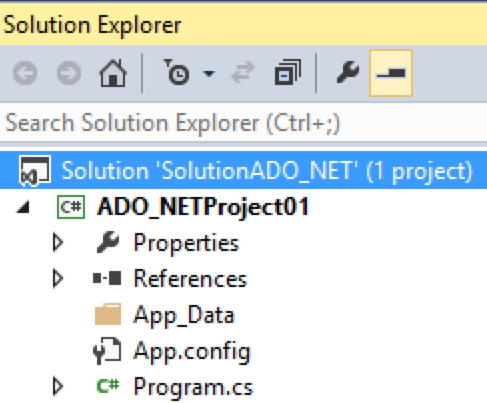 Solution Explorer
Search Solution Explorer (Ctrl+;)
Solution 'SolutionADO_NET' (1 project)
C# ADO_NETProject01
Properties
References
App_Data
App.config
C# Program.cs